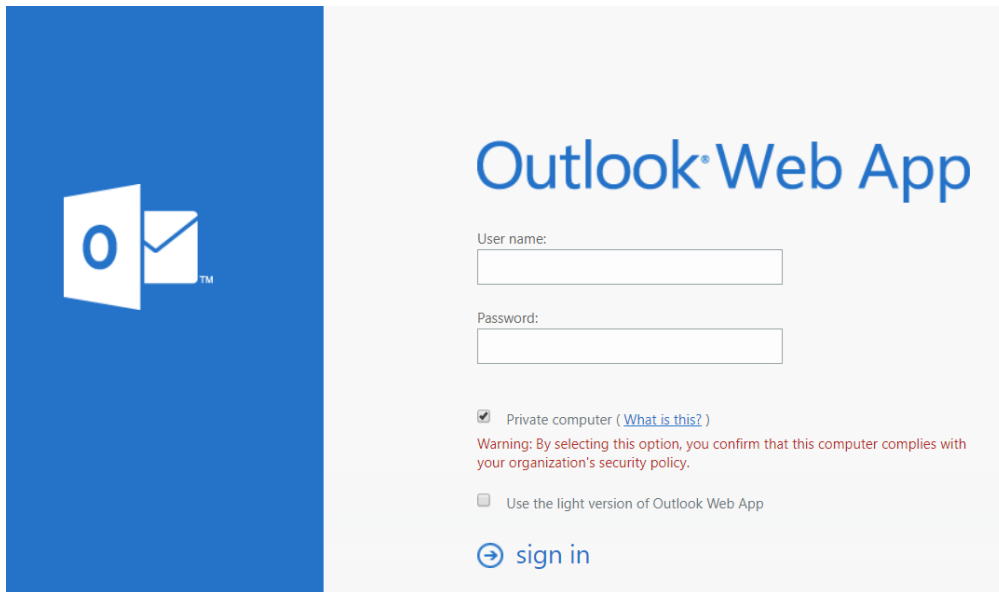 Outlook® Web App
O
TM
User name:
Password:
Private computer ( What is this? )
Warning: By selecting this option, you confirm that this computer complies with
your organization's security policy.
Use the light version of Outlook Web App
sign in